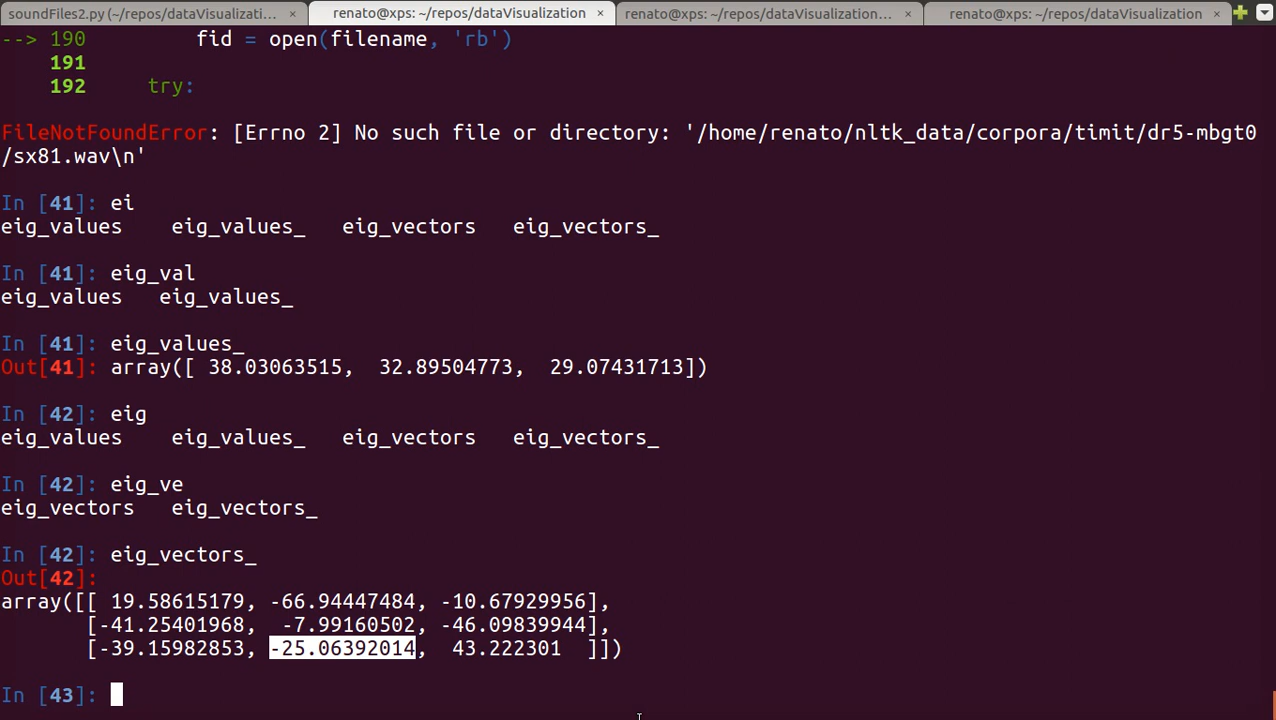 soundFiles2.py (~/repos/dataVisualizati... × renato@xps: ~/repos/dataVisualization × renato@xps: ~/repos/dataVisualization... × renato@xps: ~/repos/dataVisualization ×
--> 190         fid = open(filename, 'rb')
    191
    192     try:
FileNotFoundError: [Errno 2] No such file or directory: '/home/renato/nltk_data/corpora/timit/dr5-mbgt0
/sx81.wav\n'
In [41]: ei
eig_values    eig_values_   eig_vectors   eig_vectors_
In [41]: eig_val
eig_values   eig_values_
In [41]: eig_values_
Out[41]: array([ 38.03063515,  32.89504773,  29.07431713])
In [42]: eig
eig_values    eig_values_   eig_vectors   eig_vectors_
In [42]: eig_ve
eig_vectors   eig_vectors_
In [42]: eig_vectors_
Out[42]:
array([[ 19.58615179, -66.94447484, -10.67929956],
       [-41.25401968,  -7.99160502, -46.09839944],
       [-39.15982853, -25.06392014,  43.222301  ]])
In [43]: